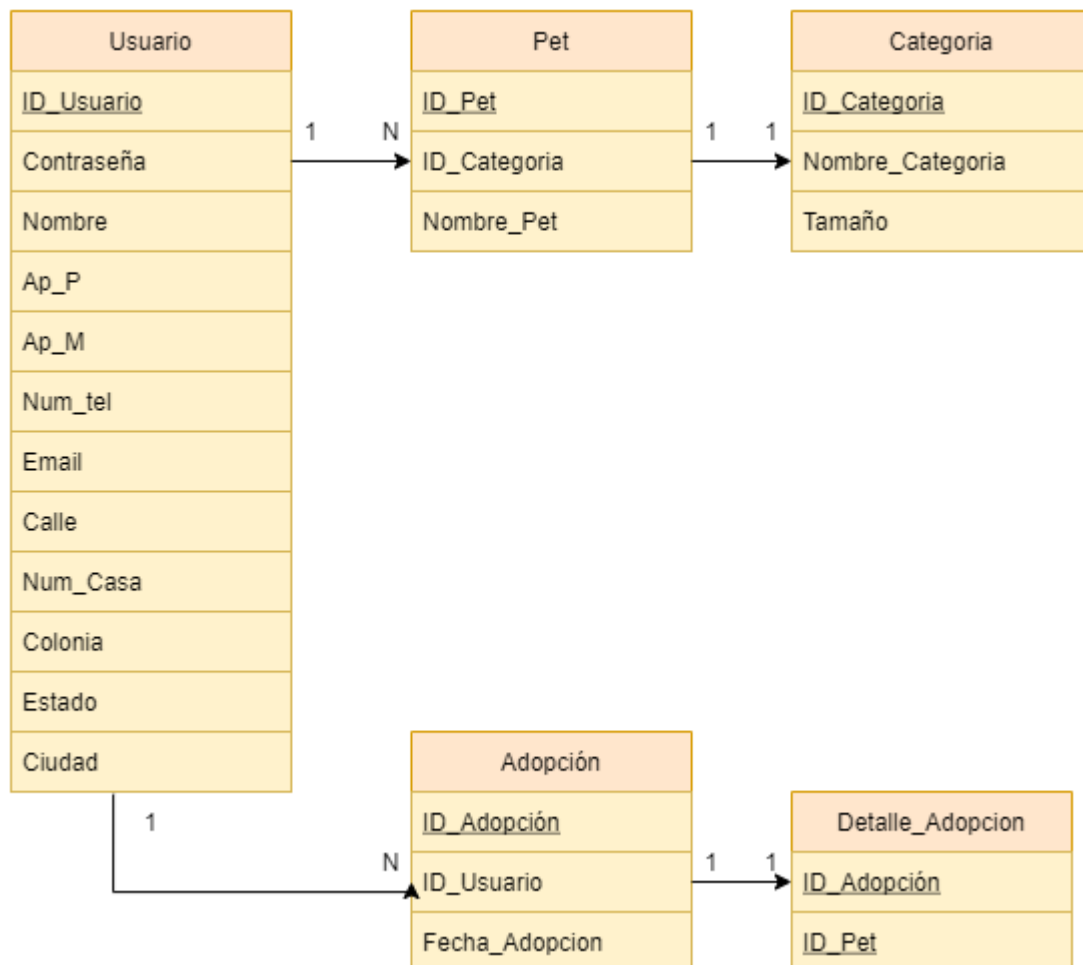 Usuario
ID_Usuario
Contraseña
Nombre
Ap_P
Ap_M
Num_tel
Email
Calle
Num_Casa
Colonia
Estado
Ciudad
1
N
Pet
ID_Pet
ID_Categoria
Nombre_Pet
1
1
Categoria
ID_Categoria
Nombre_Categoria
Tamaño
1
N
Adopción
ID_Adopción
ID_Usuario
Fecha_Adopcion
1
1
Detalle_Adopcion
ID_Adopción
ID_Pet